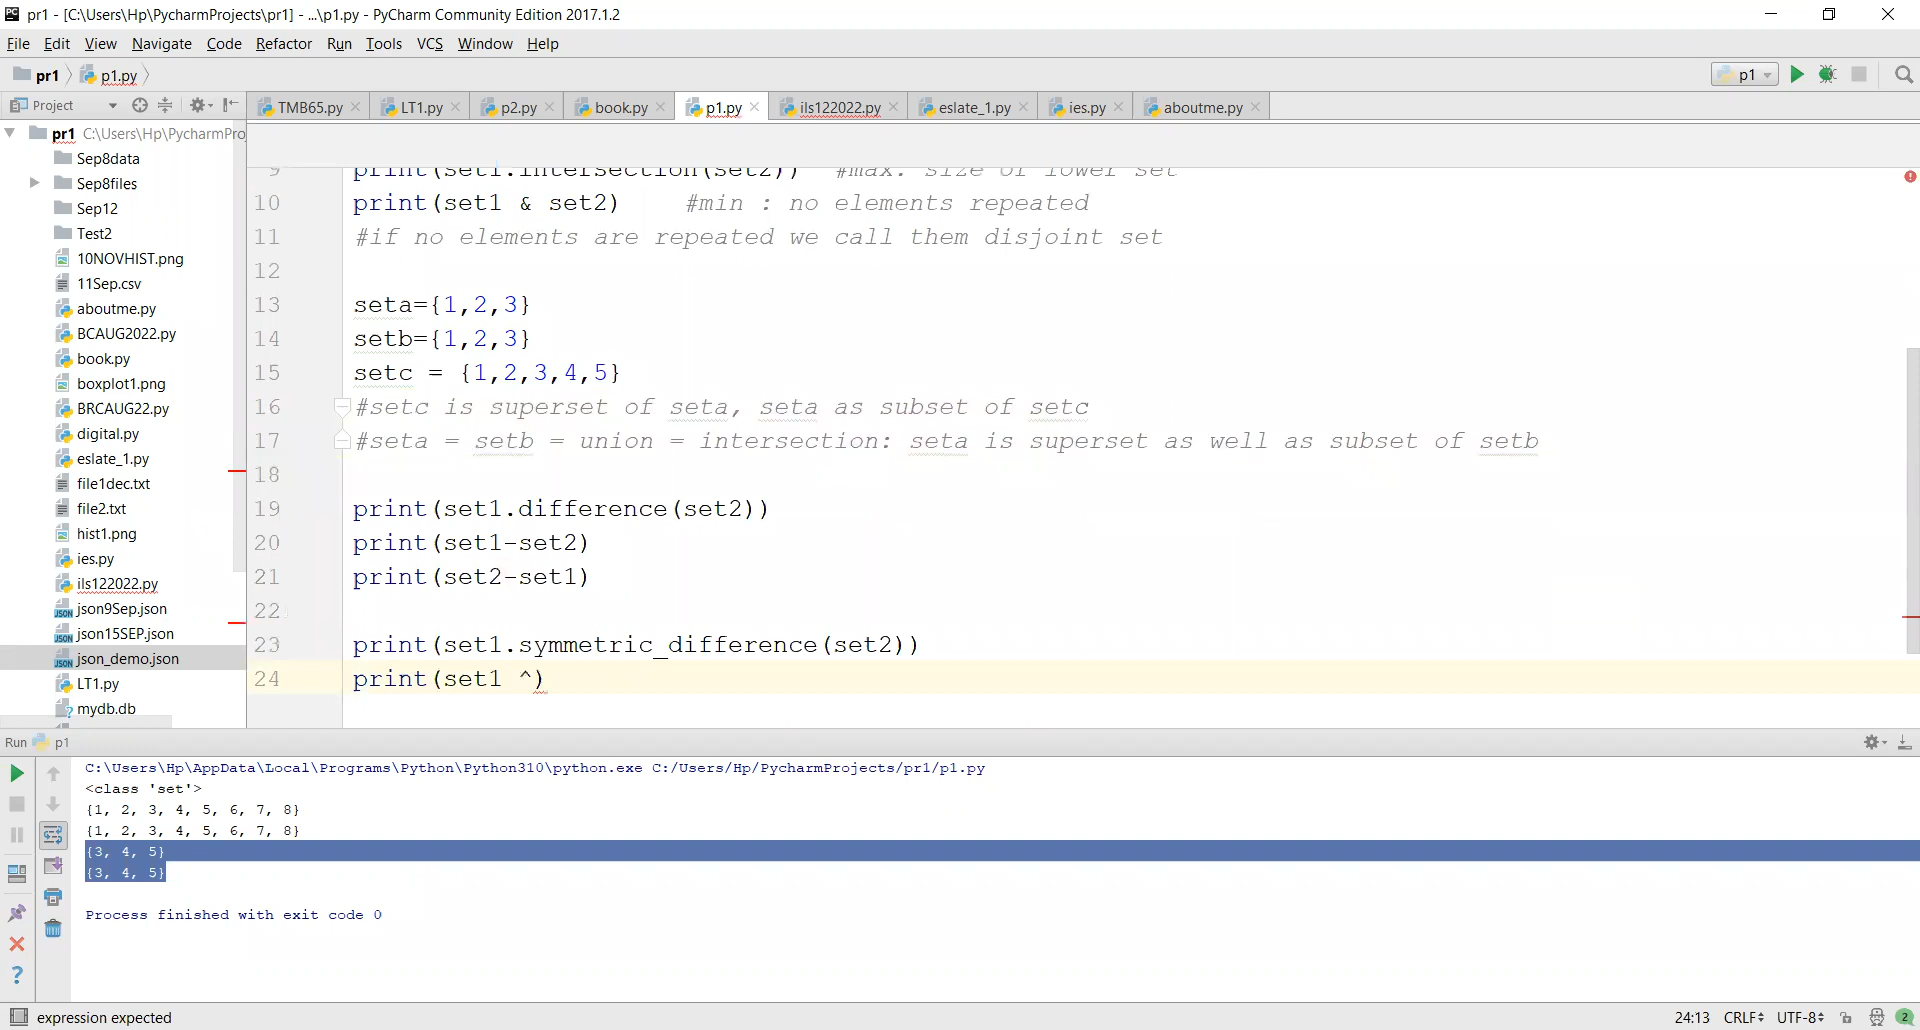 pr1 - [C:\Users\Hp\PycharmProjects\pr1] - ...\p1.py - PyCharm Community Edition 2017.1.2
File Edit View Navigate Code Refactor Run Tools VCS Window Help
pr1 p1.py p1
Project TMB65.py LT1.py p2.py book.py p1.py ils122022.py eslate_1.py ies.py aboutme.py
pr1 C:\Users\Hp\PycharmPro
Sep8data
Sep8files
Sep12
Test2
10NOVHIST.png
11Sep.csv
aboutme.py
BCAUG2022.py
book.py
boxplot1.png
BRCAUG22.py
digital.py
eslate_1.py
file1dec.txt
file2.txt
hist1.png
ies.py
ils122022.py
json9Sep.json
json15SEP.json
json_demo.json
LT1.py
mydb.db
9 print(set1.intersection(set2)) #max: size of lower set
10 print(set1 & set2) #min : no elements repeated
11 #if no elements are repeated we call them disjoint set
12
13 seta={1,2,3}
14 setb={1,2,3}
15 setc = {1,2,3,4,5}
16 #setc is superset of seta, seta as subset of setc
17 #seta = setb = union = intersection: seta is superset as well as subset of setb
18
19 print(set1.difference(set2))
20 print(set1-set2)
21 print(set2-set1)
22
23 print(set1.symmetric_difference(set2))
24 print(set1 ^)
Run p1
C:\Users\Hp\AppData\Local\Programs\Python\Python310\python.exe C:/Users/Hp/PycharmProjects/pr1/p1.py
<class 'set'>
{1, 2, 3, 4, 5, 6, 7, 8}
{1, 2, 3, 4, 5, 6, 7, 8}
{3, 4, 5}
{3, 4, 5}
Process finished with exit code 0
expression expected 24:13 CRLF UTF-8 2